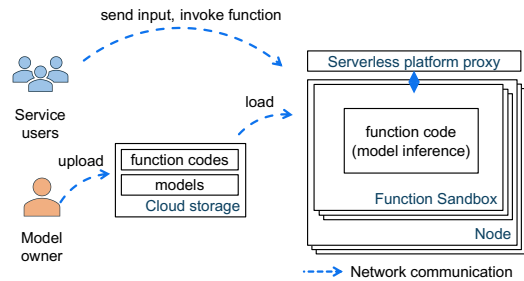 send input, invoke function
Serverless platform proxy
Service
users
load
upload
function codes
models
Cloud storage
function code
(model inference)
Function Sandbox
Node
Model
owner
Network communication